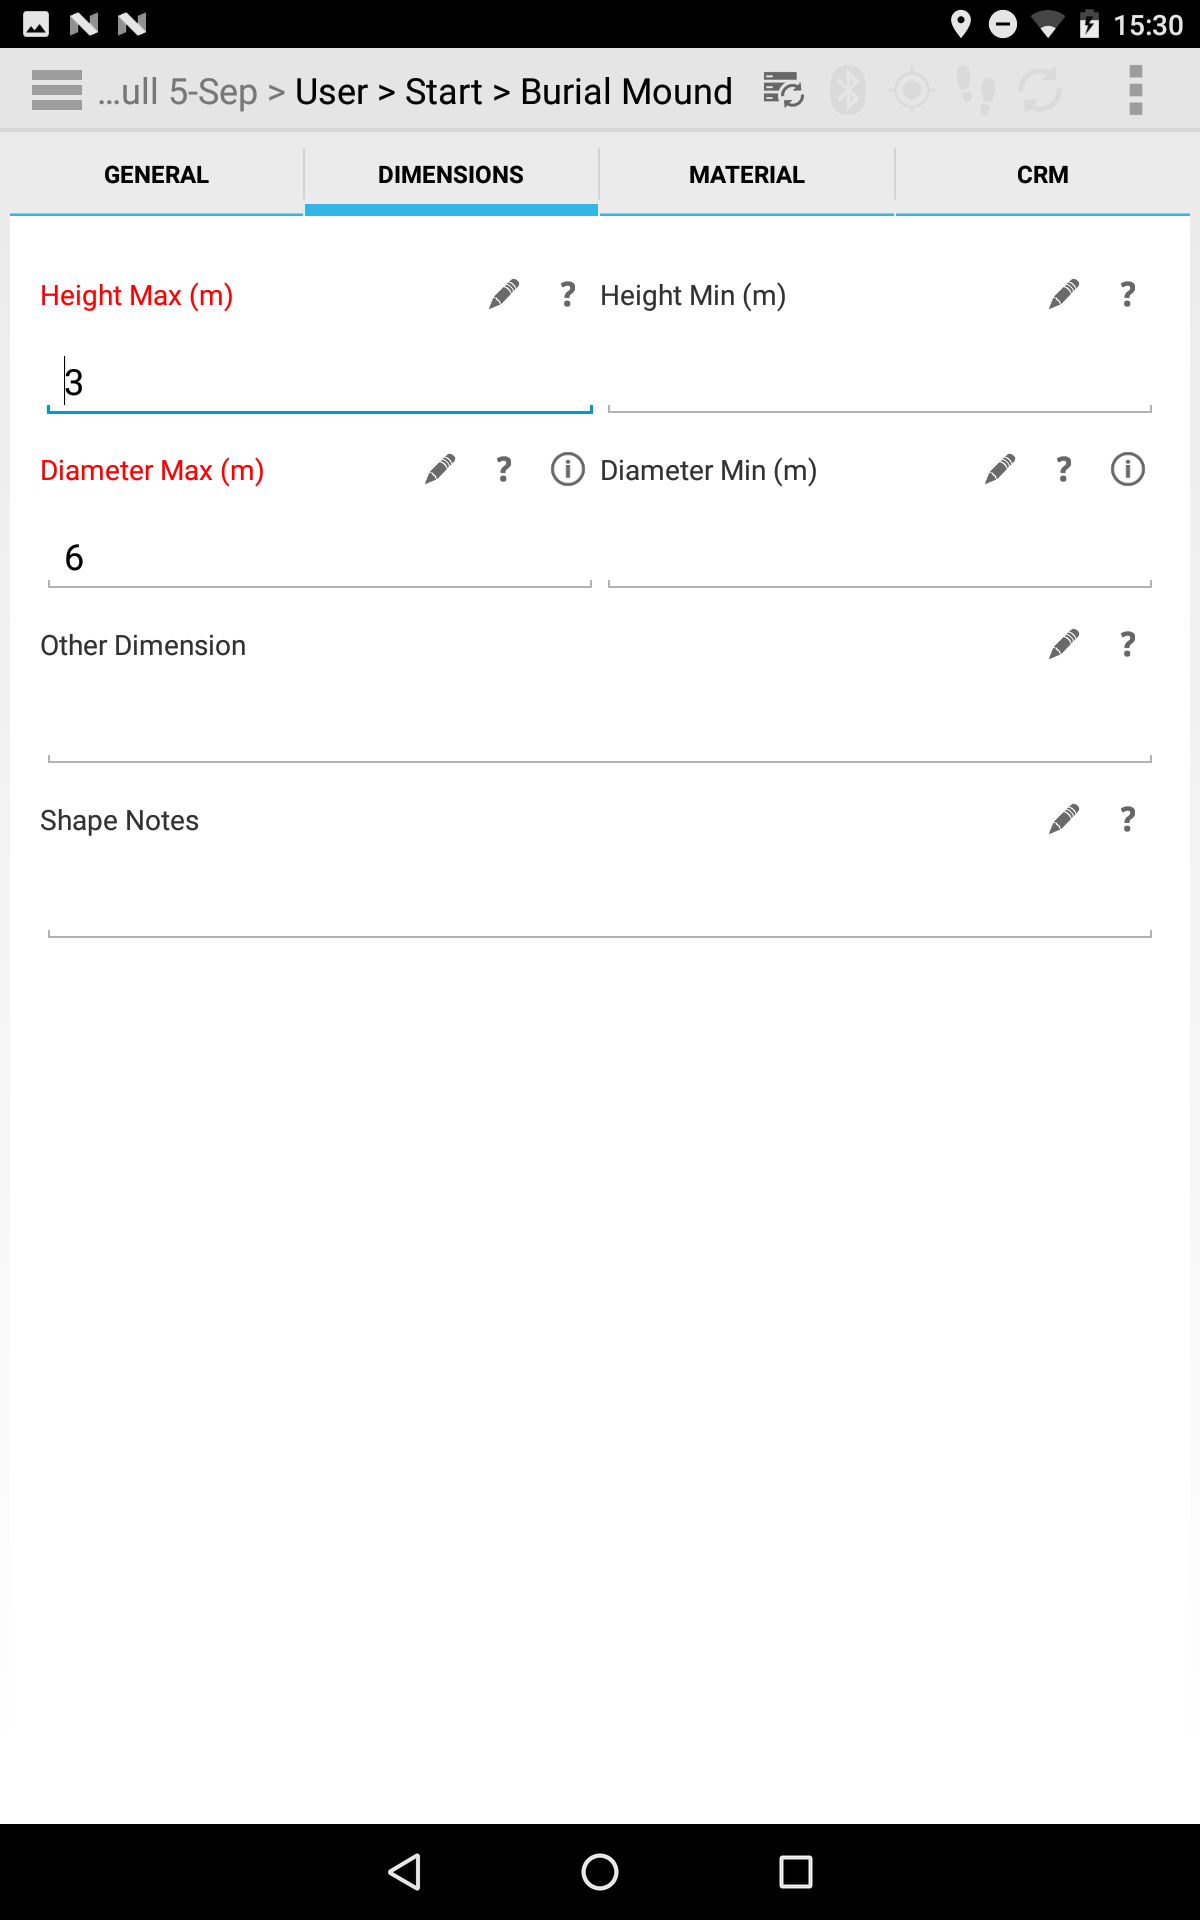 15:30
...ull 5-Sep > User > Start > Burial Mound
GENERAL DIMENSIONS MATERIAL CRM
Height Max (m) ? Height Min (m) ?
3
Diameter Max (m) ? Diameter Min (m) ?
6
Other Dimension ?
Shape Notes ?